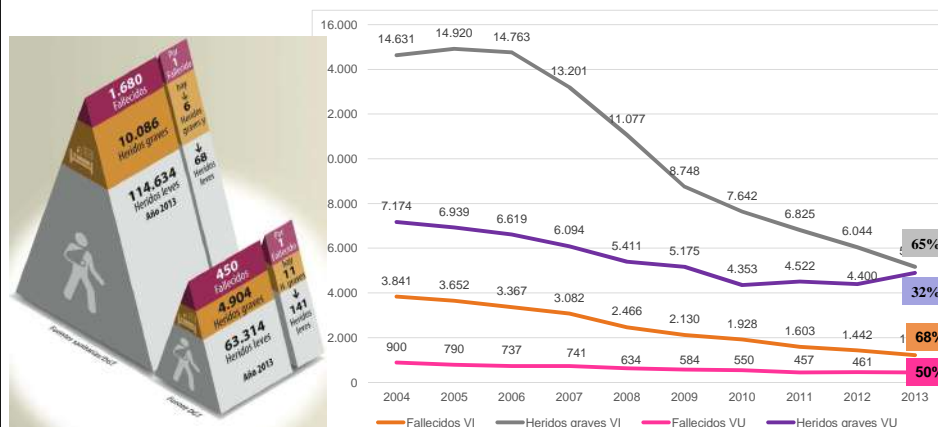 1.680
Fallecidos
10.086
Heridos graves
114.634
Heridos leves
Año 2013
Por
1
Fallecido
hay
6
Heridos
graves y
68
Heridos
leves
Fuentes sanitarias/DGT
450
Fallecidos
4.904
Heridos graves
63.314
Heridos leves
Año 2013
Por
1
Fallecido
hay
11
H. graves
141
Heridos
leves
Fuente DGT
16.000
4.000
2.000
0.000
8.000
6.000
4.000
2.000
0
14.631 14.920 14.763 13.201 11.077 8.748 7.642 6.825 6.044
7.174 6.939 6.619 6.094 5.411 5.175 4.353 4.522 4.400
3.841 3.652 3.367 3.082 2.466 2.130 1.928 1.603 1.442
900 790 737 741 634 584 550 457 461
65%
32%
68%
50%
2004 2005 2006 2007 2008 2009 2010 2011 2012 2013
Fallecidos VI Heridos graves VI Fallecidos VU Heridos graves VU